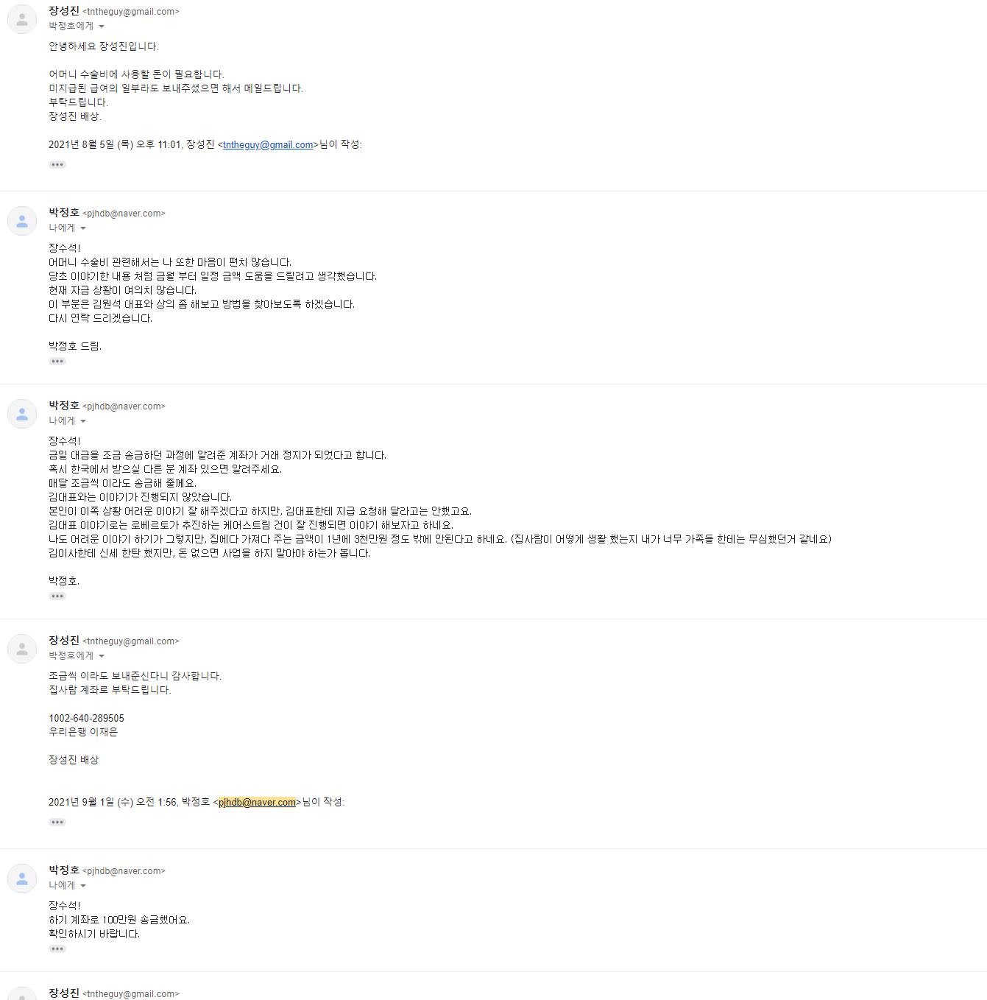 장성진 <tntheguy@gmail.com>
박정호에게
안녕하세요 장성진입니다.
어머니 수술비에 사용할 돈이 필요합니다.
미지급된 급여의 일부라도 보내주셨으면 해서 메일드립니다.
부탁드립니다.
장성진 배상.
2021년 8월 5일 (목) 오후 11:01, 장성진 <tntheguy@gmail.com>님이 작성:
박정호 <pjhdb@naver.com>
나에게
장수석!
어머니 수술비 관련해서는 나 또한 마음이 편치 않습니다.
당초 이야기한 내용 처럼 금월 부터 일정 금액 도움을 드릴려고 생각했습니다.
현재 자금 상황이 여의치 않습니다.
이 부분은 김원석 대표와 상의 좀 해보고 방법을 찾아보도록 하겠습니다.
다시 연락 드리겠습니다.
박정호 드림.
박정호 <pjhdb@naver.com>
나에게
장수석!
금일 대금을 조금 송금하던 과정에 알려준 계좌가 거래 정지가 되었다고 합니다.
혹시 한국에서 받으실 다른 분 계좌 있으면 알려주세요.
매달 조금씩 이라도 송금해 줄께요.
김대표와는 이야기가 진행되지 않았습니다.
본인이 이쪽 상황 어려운 이야기 잘 해주겠다고 하지만, 김대표한테 지급 요청해 달라고는 안했고요.
김대표 이야기로는 로베르토가 추진하는 케어스트림 건이 잘 진행되면 이야기 해보자고 하네요.
나도 어려운 이야기 하기가 그렇지만, 집에다 가져다 주는 금액이 1년에 3천만원 정도 밖에 안된다고 하네요. (집사람이 어떻게 생활 했는지 내가 너무 가족들 한테는 무심했던거 같네요)
김이사한테 신세 한탄 했지만, 돈 없으면 사업을 하지 말아야 하는가 봅니다.
박정호.
장성진 <tntheguy@gmail.com>
박정호에게
조금씩 이라도 보내준신다니 감사합니다.
집사람 계좌로 부탁드립니다.
1002-640-289505
우리은행 이재은
장성진 배상
2021년 9월 1일 (수) 오전 1:56, 박정호 <pjhdb@naver.com>님이 작성:
박정호 <pjhdb@naver.com>
나에게
장수석!
하기 계좌로 100만원 송금했어요.
확인하시기 바랍니다.
장성진 <tntheguy@gmail.com>